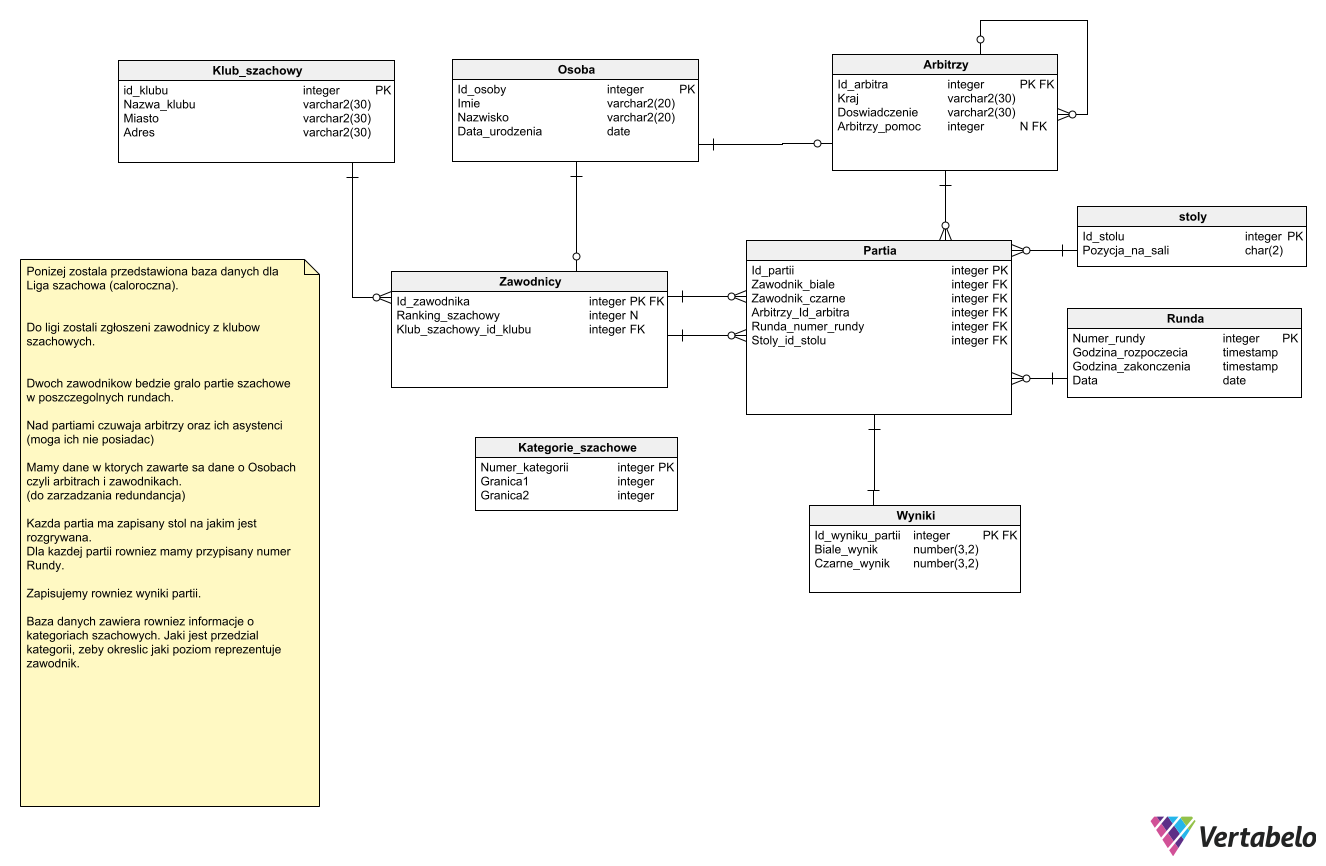 Klub_szachowy
id_klubu integer PK
Nazwa_klubu varchar2(30)
Miasto varchar2(30)
Adres varchar2(30)
Osoba
Id_osoby integer PK
Imie varchar2(20)
Nazwisko varchar2(20)
Data_urodzenia date
Arbitrzy
Id_arbitra integer PK FK
Kraj varchar2(30)
Doswiadczenie varchar2(30)
Arbitrzy_pomoc integer N FK
stoly
Id_stolu integer PK
Pozycja_na_sali char(2)
Ponizej zostala przedstawiona baza danych dla
Liga szachowa (caloroczna).
Do ligi zostali zgłoszeni zawodnicy z klubow
szachowych.
Dwoch zawodnikow bedzie gralo partie szachowe
w poszczegolnych rundach.
Nad partiami czuwaja arbitrzy oraz ich asystenci
(moga ich nie posiadac)
Mamy dane w ktorych zawarte sa dane o Osobach
czyli arbitrach i zawodnikach.
(do zarzadzania redundancja)
Kazda partia ma zapisany stol na jakim jest
rozgrywana.
Dla kazdej partii rowniez mamy przypisany numer
Rundy.
Zapisujemy rowniez wyniki partii.
Baza danych zawiera rowniez informacje o
kategoriach szachowych. Jaki jest przedzial
kategorii, zeby okreslic jaki poziom reprezentuje
zawodnik.
Zawodnicy
Id_zawodnika integer PK FK
Ranking_szachowy integer N
Klub_szachowy_id_klubu integer FK
Partia
Id_partii integer PK
Zawodnik_biale integer FK
Zawodnik_czarne integer FK
Arbitrzy_Id_arbitra integer FK
Runda_numer_rundy integer FK
Stoly_id_stolu integer FK
Runda
Numer_rundy integer PK
Godzina_rozpoczecia timestamp
Godzina_zakonczenia timestamp
Data date
Kategorie_szachowe
Numer_kategorii integer PK
Granica1 integer
Granica2 integer
Wyniki
Id_wyniku_partii integer PK FK
Biale_wynik number(3,2)
Czarne_wynik number(3,2)
Vertabelo